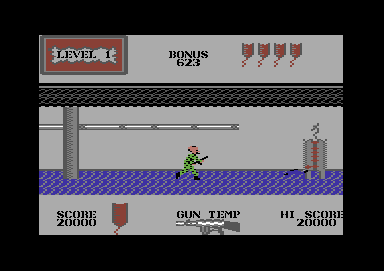 LEVEL 1
BONUS
623
SCORE
20000
GUN TEMP
HI SCORE
20000